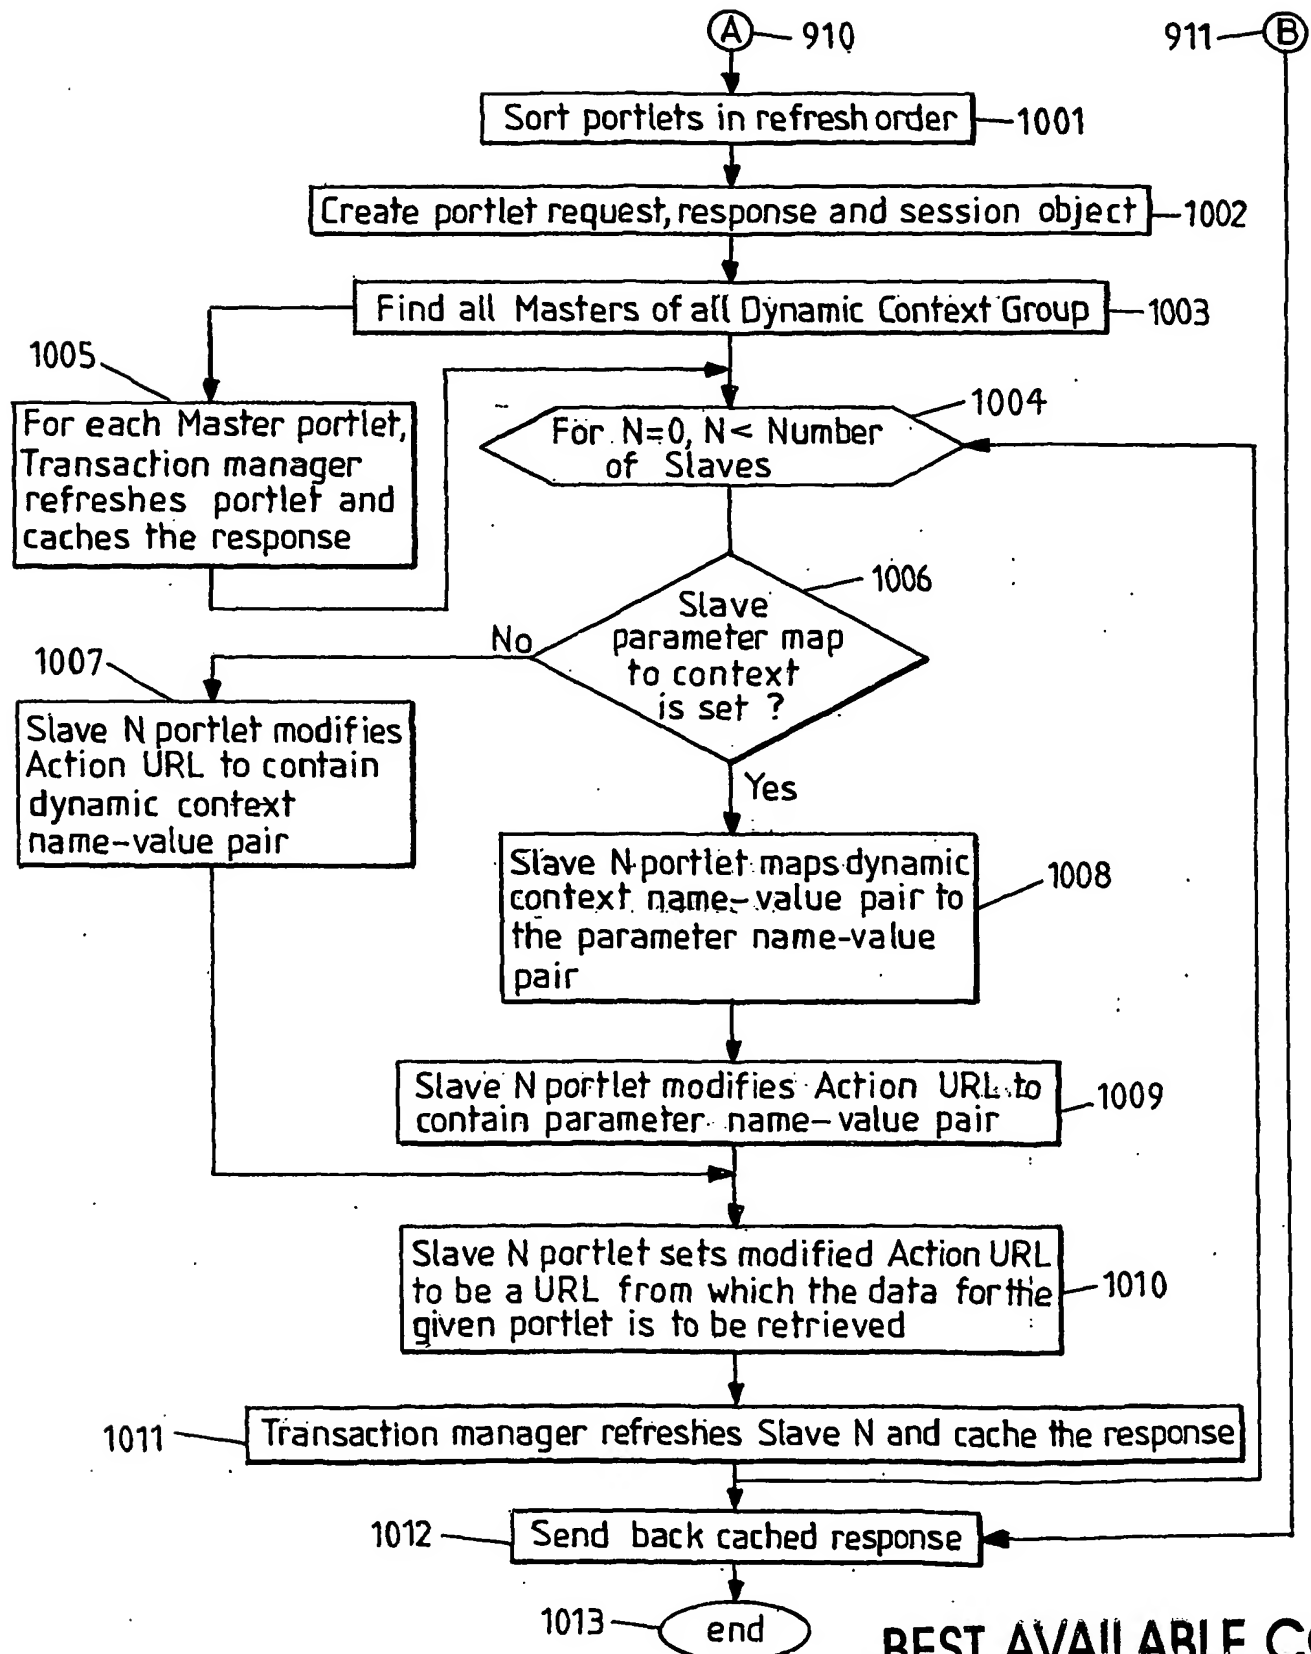 A
910
911
B
Sort portlets in refresh order
1001
Create portlet request, response and session object
1002
Find all Masters of all Dynamic Context Group
1003
1005
For each Master portlet,
Transaction manager
refreshes portlet and
caches the response
1004
For N=0, N< Number
of Slaves
1006
Slave
parameter map
to context
is set ?
No
Yes
1007
Slave N portlet modifies
Action URL to contain
dynamic context
name-value pair
Slave N portlet maps dynamic
context name-value pair to
the parameter name-value
pair
1008
Slave N portlet modifies Action URL to
contain parameter name-value pair
1009
Slave N portlet sets modified Action URL
to be a URL from which the data for the
given portlet is to be retrieved
1010
1011
Transaction manager refreshes Slave N and cache the response
1012
Send back cached response
1013
end
BEST AVAILABLE